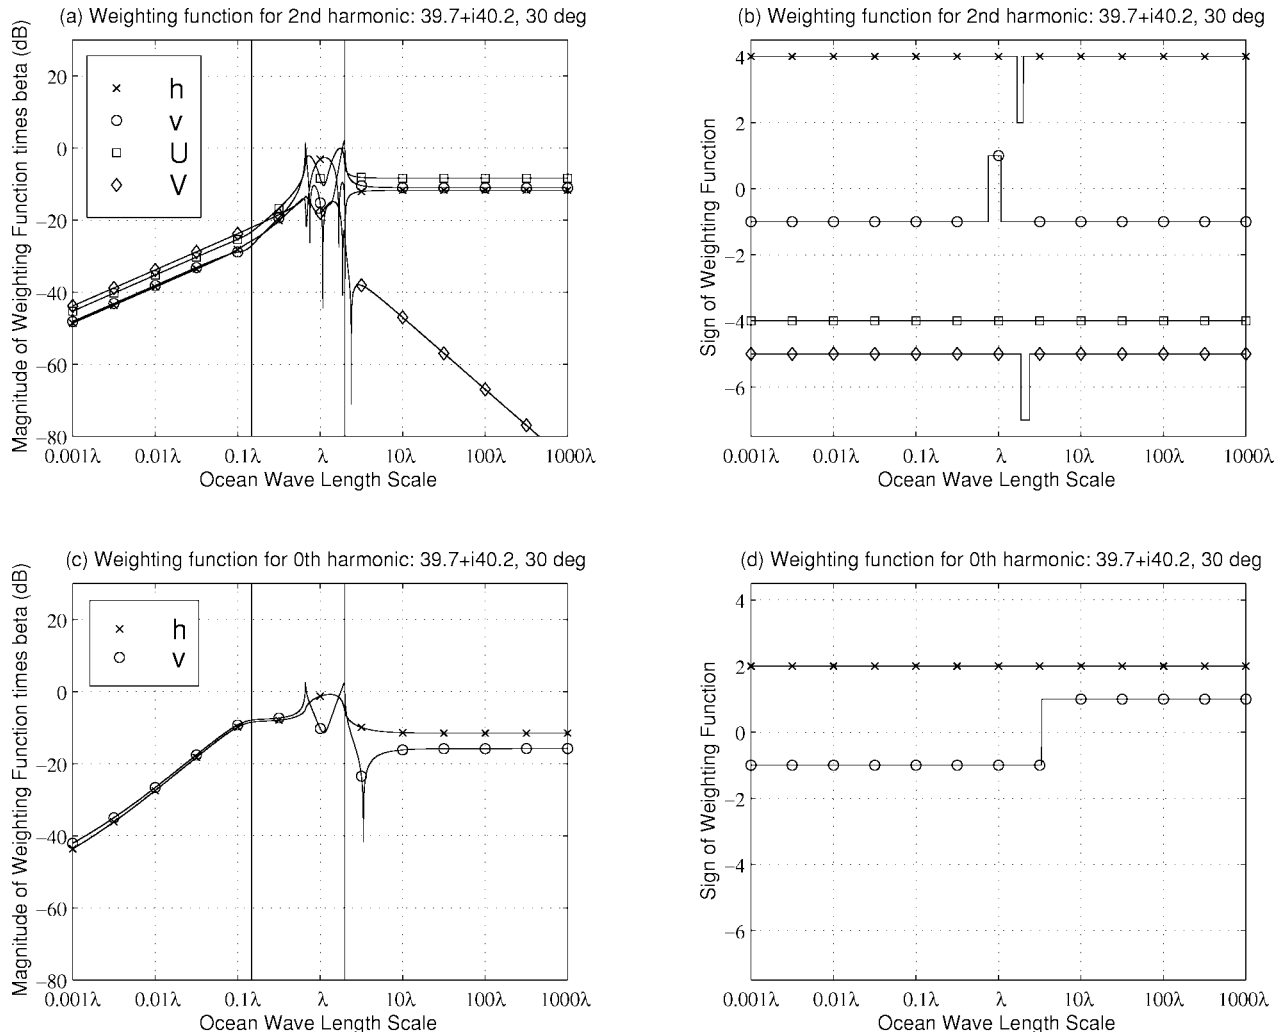 (a) Weighting function for 2nd harmonic: 39.7+i40.2, 30 deg
Magnitude of Weighting Function times beta (dB)
20
0
−20
−40
−60
−80
h
v
U
V
0.001λ 0.01λ 0.1λ λ 10λ 100λ 1000λ
Ocean Wave Length Scale
(b) Weighting function for 2nd harmonic: 39.7+i40.2, 30 deg
Sign of Weighting Function
4
2
0
−2
−4
−6
0.001λ 0.01λ 0.1λ λ 10λ 100λ 1000λ
Ocean Wave Length Scale
(c) Weighting function for 0th harmonic: 39.7+i40.2, 30 deg
Magnitude of Weighting Function times beta (dB)
20
0
−20
−40
−60
−80
h
v
0.001λ 0.01λ 0.1λ λ 10λ 100λ 1000λ
Ocean Wave Length Scale
(d) Weighting function for 0th harmonic: 39.7+i40.2, 30 deg
Sign of Weighting Function
4
2
0
−2
−4
−6
0.001λ 0.01λ 0.1λ λ 10λ 100λ 1000λ
Ocean Wave Length Scale